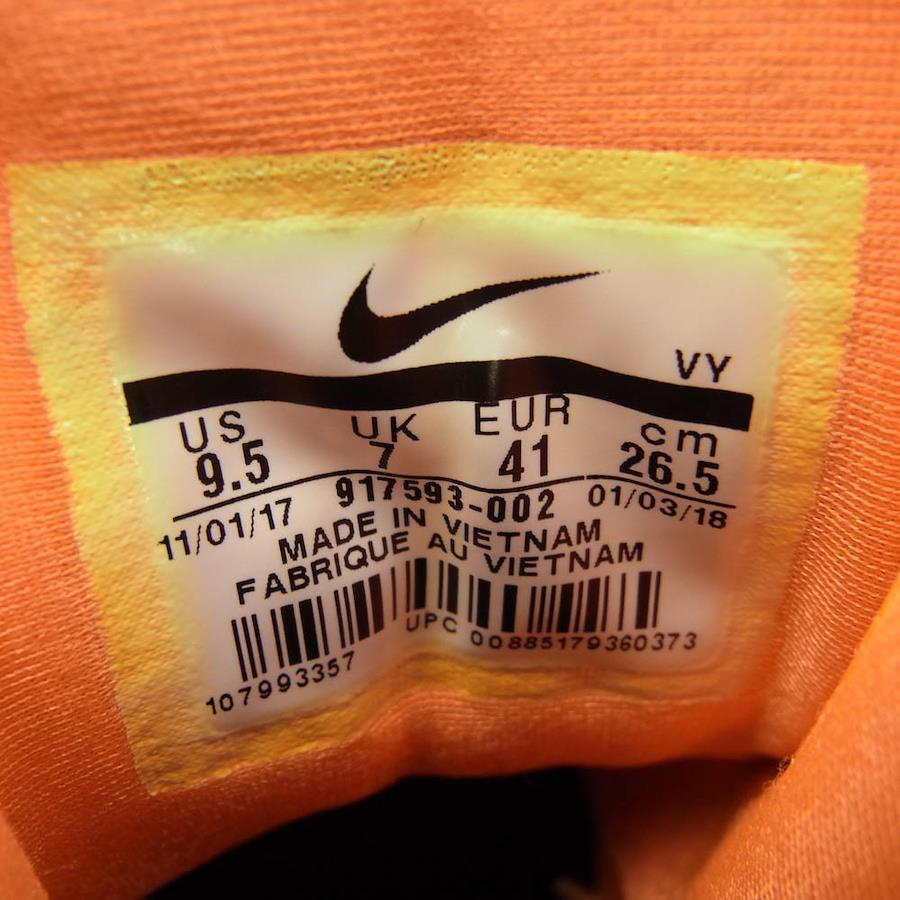 VY
US UK EUR cm
9.5 7 41 26.5
11/01/17 917593-002 01/03/18
MADE IN VIETNAM
FABRIQUE AU VIETNAM
107993357 UPC 00885179360373